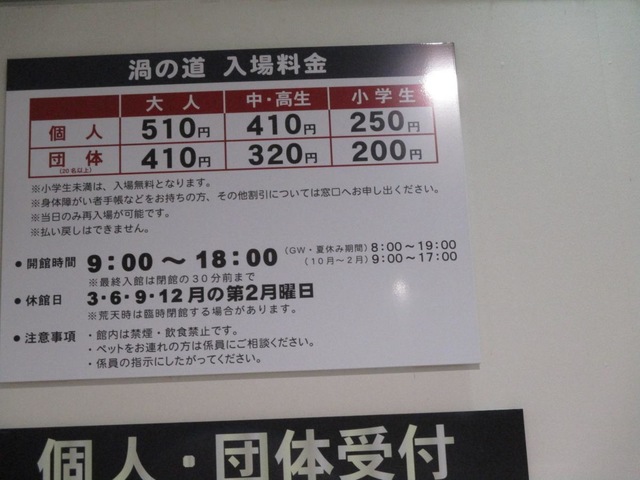 渦の道 入場料金
大人 中・高生 小学生
個人 510円 410円 250円
団体(20名以上) 410円 320円 200円
※小学生未満は、入場無料となります。
※身体障がい者手帳などをお持ちの方、その他割引については窓口へお申し出ください。
※当日のみ再入場が可能です。
※払い戻しはできません。
● 開館時間 9:00～18:00 (GW・夏休み期間) 8:00～19:00
(10月～2月) 9:00～17:00
※最終入館は閉館の30分前まで
● 休館日 3・6・9・12月の第2月曜日
※荒天時は臨時閉館する場合があります。
● 注意事項 ・館内は禁煙・飲食禁止です。
・ペットをお連れの方は係員にご相談ください。
・係員の指示にしたがってください。
個人・団体受付